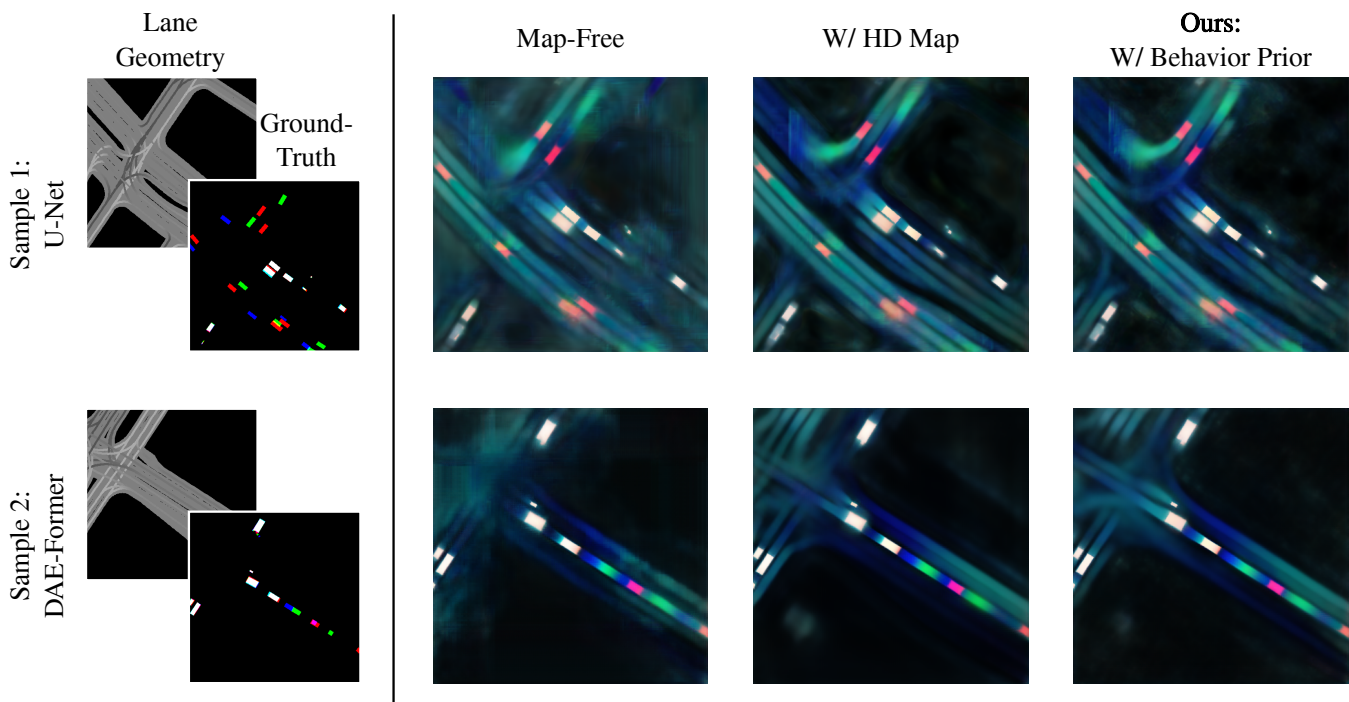 Lane
Geometry
Ground-
Truth
Map-Free
W/ HD Map
Ours:
W/ Behavior Prior
Sample 1:
U-Net
Sample 2:
DAE-Former